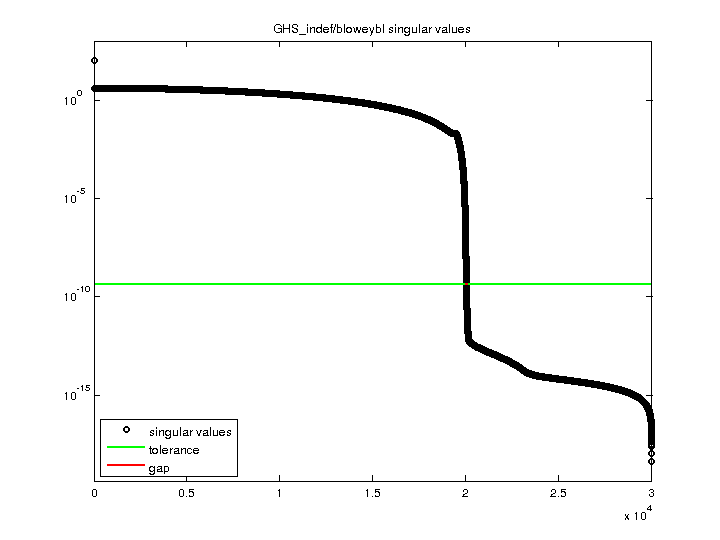 GHS_indef/bloweybl singular values
10^0
10^-5
10^-10
10^-15
singular values
tolerance
gap
0 0.5 1 1.5 2 2.5 3
x 10^4